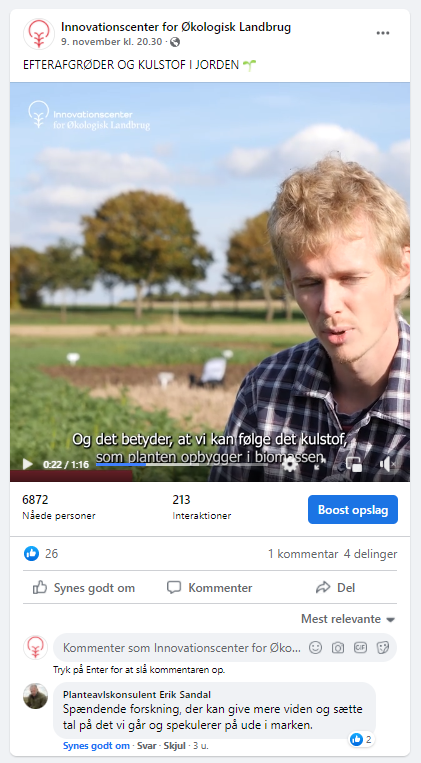 Innovationscenter for Økologisk Landbrug
9. november kl. 20.30 ·
EFTERAFGRØDER OG KULSTOF I JORDEN 🌱
Innovationscenter
for Økologisk Landbrug
Og det betyder, at vi kan følge det kulstof,
som planten opbygger i biomassen.
0:22 / 1:16
6872
Nåede personer
213
Interaktioner
Boost opslag
26
1 kommentar 4 delinger
Synes godt om
Kommenter
Del
Mest relevante
Kommenter som Innovationscenter for Øko...
GIF
Tryk på Enter for at slå kommentaren op.
Planteavlskonsulent Erik Sandal
Spændende forskning, der kan give mere viden og sætte
tal på det vi går og spekulerer på ude i marken.
2
Synes godt om · Svar · Skjul · 3 u.